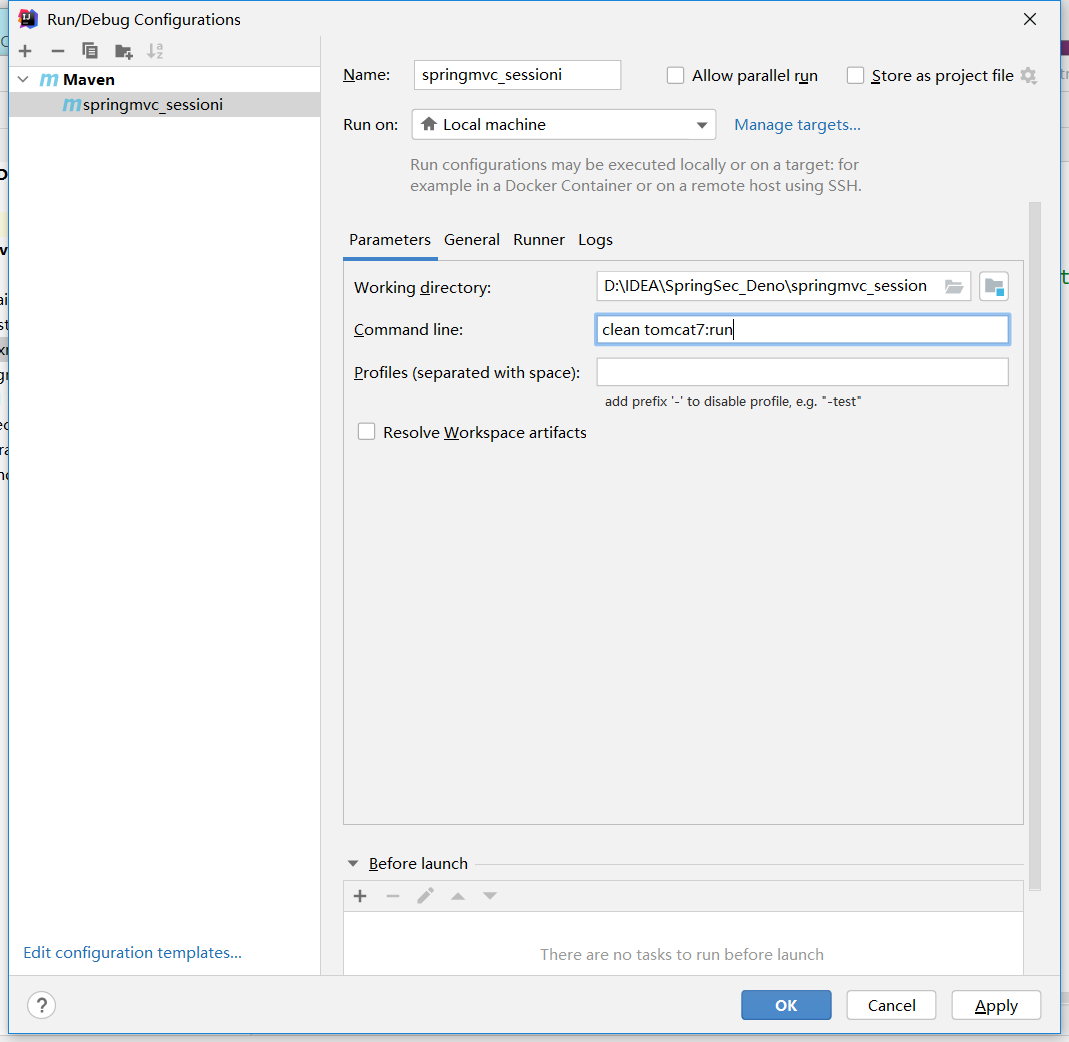 Run/Debug Configurations
Maven
springmvc_sessioni
Name: springmvc_sessioni Allow parallel run Store as project file
Run on: Local machine Manage targets...
Run configurations may be executed locally or on a target: for
example in a Docker Container or on a remote host using SSH.
Parameters General Runner Logs
Working directory: D:\IDEA\SpringSec_Deno\springmvc_session
Command line: clean tomcat7:run
Profiles (separated with space):
add prefix '-' to disable profile, e.g. "-test"
Resolve Workspace artifacts
Before launch
There are no tasks to run before launch
Edit configuration templates...
? OK Cancel Apply